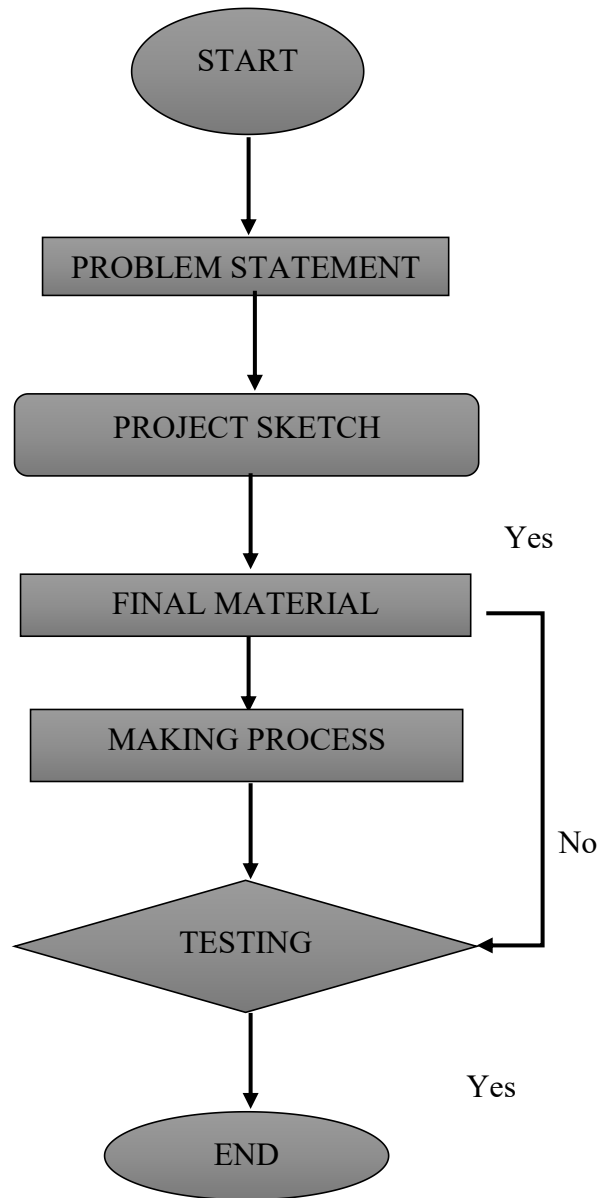 START
PROBLEM STATEMENT
PROJECT SKETCH
Yes
FINAL MATERIAL
MAKING PROCESS
No
TESTING
Yes
END